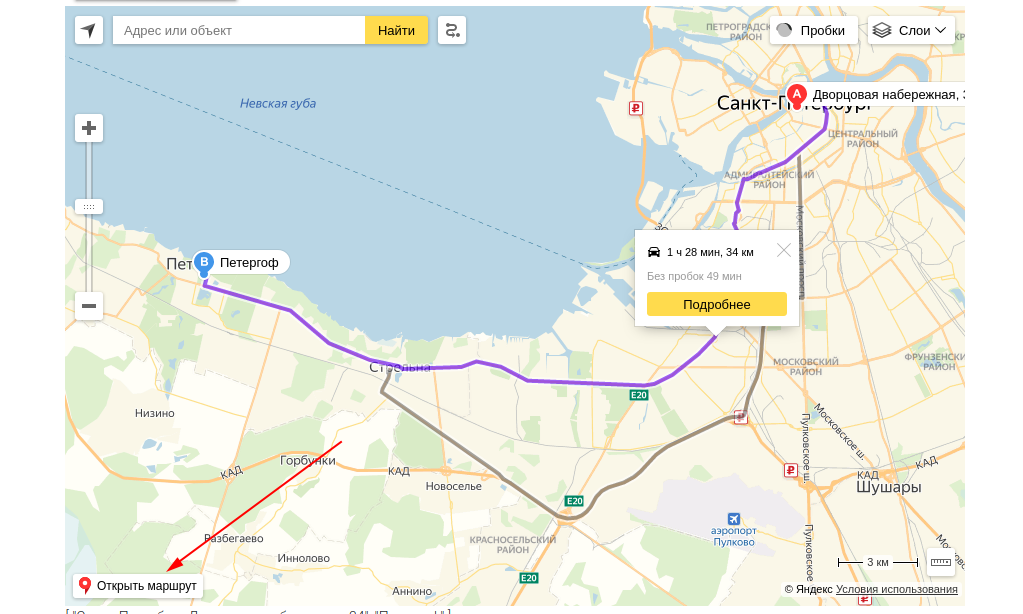 Адрес или объект
Найти
Пробки
Слои
ПЕТРОГРАДСКИЙ
РАЙОН
Невская губа
Санкт-Петербург
A
Дворцовая набережная, 3
ЦЕНТРАЛЬНЫЙ
РАЙОН
АДМИРАЛТЕЙСКИЙ
РАЙОН
B
Петергоф
Пет
1 ч 28 мин, 34 км
Без пробок 49 мин
Подробнее
Стрельна
E20
МОСКОВСКИЙ
РАЙОН
ФРУНЗЕНСКИЙ
РАЙОН
Низино
Московское ш.
Пулковское ш.
КАД
Горбунки
КАД
КАД
КАД
Новоселье
Шушары
E20
аэропорт
Пулково
КРАСНОСЕЛЬСКИЙ
РАЙОН
Разбегаево
Иннолово
Пулковское
3 км
E20
Аннино
Открыть маршрут
© Яндекс Условия использования